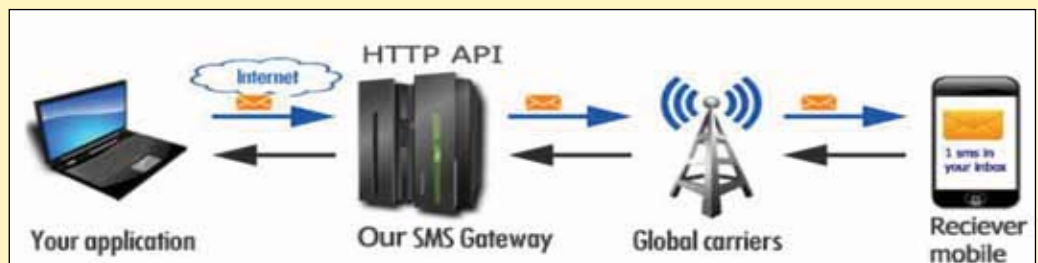 HTTP API
Internet
1 sms in
your inbox
Your application
Our SMS Gateway
Global carriers
Reciever
mobile